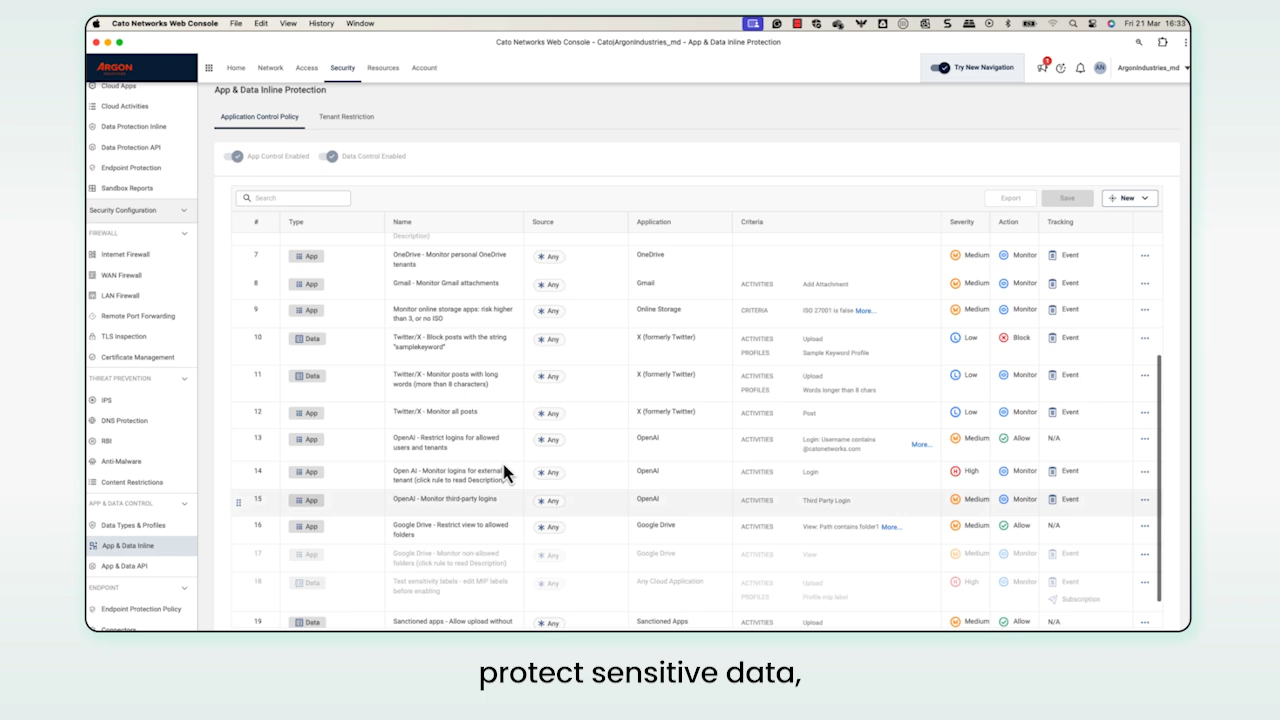 Cato Networks Web Console File Edit View History Window Fri 21 Mar 16:33
Cato Networks Web Console - Cato|ArgonIndustries_md - App & Data Inline Protection
ARGON Home Network Access Security Resources Account Try New Navigation AN ArgonIndustries_md
Cloud Apps
Cloud Activities
Data Protection Inline
Data Protection API
Endpoint Protection
Sandbox Reports
Security Configuration
FIREWALL
Internet Firewall
WAN Firewall
LAN Firewall
Remote Port Forwarding
TLS Inspection
Certificate Management
THREAT PREVENTION
IPS
DNS Protection
RBI
Anti-Malware
Content Restrictions
APP & DATA CONTROL
Data Types & Profiles
App & Data Inline
App & Data API
ENDPOINT
Endpoint Protection Policy
Connectors
App & Data Inline Protection
Application Control Policy Tenant Restriction
App Control Enabled Data Control Enabled
Search Export Save New
# Type Name Source Application Criteria Severity Action Tracking
Description)
7 App OneDrive - Monitor personal OneDrive Any OneDrive M Medium Monitor Event ...
tenants
8 App Gmail - Monitor Gmail attachments Any Gmail ACTIVITIES Add Attachment M Medium Monitor Event ...
9 App Monitor online storage apps: risk higher Any Online Storage CRITERIA ISO 27001 is false More... M Medium Monitor Event ...
than 3, or no ISO
10 Data Twitter/X - Block posts with the string Any X (formerly Twitter) ACTIVITIES Upload L Low Block Event ...
"samplekeyword" PROFILES Sample Keyword Profile
11 Data Twitter/X - Monitor posts with long Any X (formerly Twitter) ACTIVITIES Upload L Low Monitor Event ...
words (more than 8 characters) PROFILES Words longer than 8 chars
12 App Twitter/X - Monitor all posts Any X (formerly Twitter) ACTIVITIES Post L Low Monitor Event ...
13 App OpenAI - Restrict logins for allowed Any OpenAI ACTIVITIES Login: Username contains More... M Medium Allow N/A ...
users and tenants @catonetworks.com
14 App Open AI - Monitor logins for external Any OpenAI ACTIVITIES Login H High Monitor Event ...
tenant (click rule to read Description)
15 App OpenAI - Monitor third-party logins Any OpenAI ACTIVITIES Third Party Login M Medium Monitor Event ...
16 App Google Drive - Restrict view to allowed Any Google Drive ACTIVITIES View: Path contains folder1 More... M Medium Allow N/A ...
folders
17 App Google Drive - Monitor non-allowed Any Google Drive ACTIVITIES View M Medium Monitor Event ...
folders (click rule to read Description)
18 Data Test sensitivity labels - edit MIP labels Any Any Cloud Application ACTIVITIES Upload H High Monitor Event ...
before enabling PROFILES Profile mip label Subscription
19 Data Sanctioned apps - Allow upload without Any Sanctioned Apps ACTIVITIES Upload M Medium Allow N/A ...
protect sensitive data,